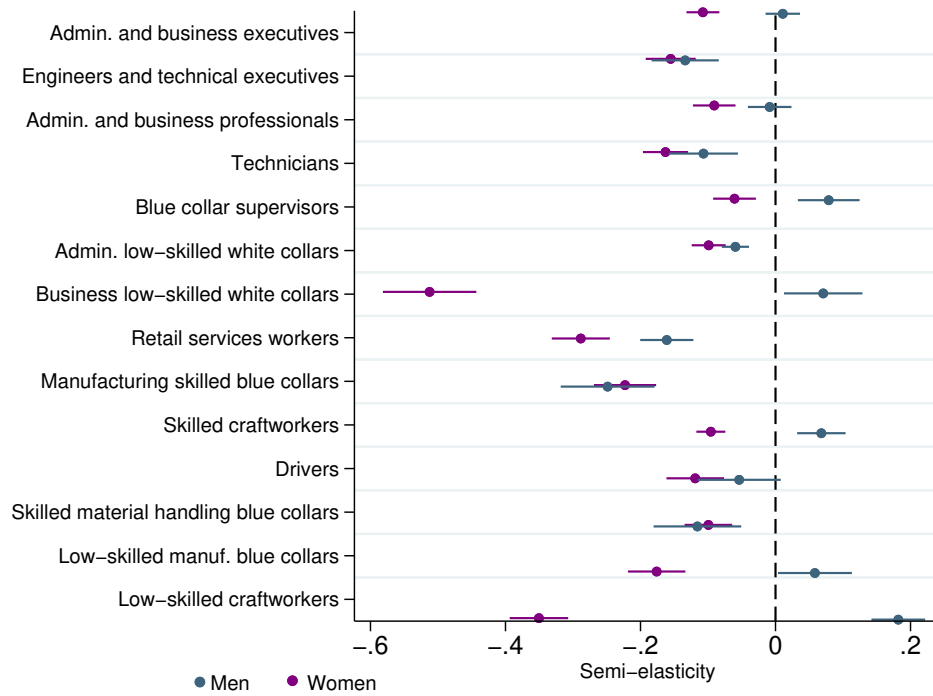 Admin. and business executives
Engineers and technical executives
Admin. and business professionals
Technicians
Blue collar supervisors
Admin. low−skilled white collars
Business low−skilled white collars
Retail services workers
Manufacturing skilled blue collars
Skilled craftworkers
Drivers
Skilled material handling blue collars
Low−skilled manuf. blue collars
Low−skilled craftworkers
−.6 −.4 −.2 0 .2
Semi−elasticity
Men Women